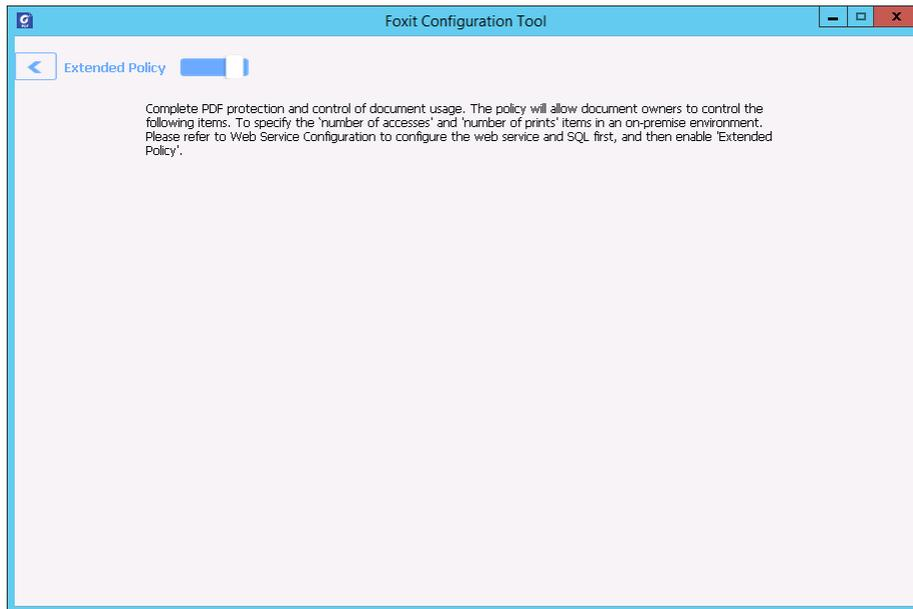 Foxit Configuration Tool
Extended Policy
Complete PDF protection and control of document usage. The policy will allow document owners to control the
following items. To specify the 'number of accesses' and 'number of prints' items in an on-premise environment.
Please refer to Web Service Configuration to configure the web service and SQL first, and then enable 'Extended
Policy'.